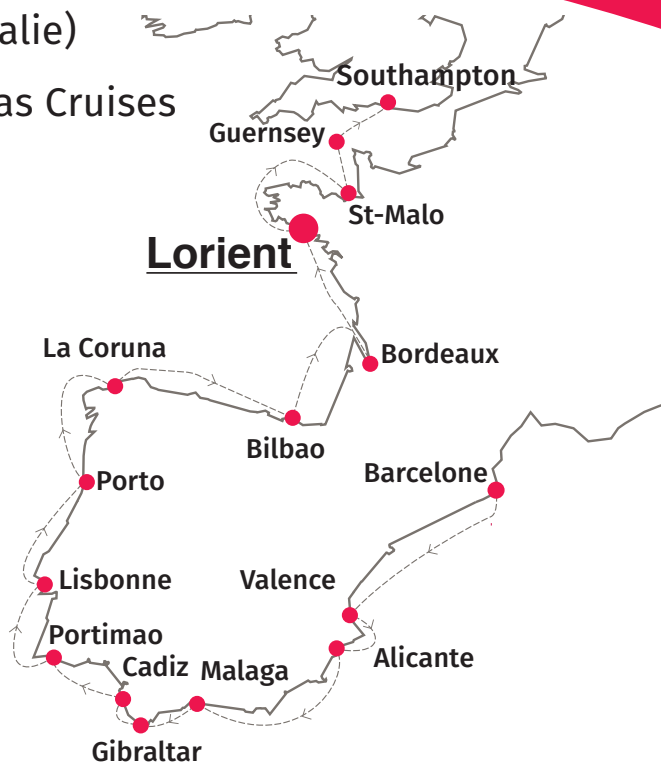 alie)
as Cruises
Southampton
Guernsey
St-Malo
Lorient
Bordeaux
La Coruna
Bilbao
Barcelone
Porto
Lisbonne
Valence
Portimao
Alicante
Cadiz
Malaga
Gibraltar